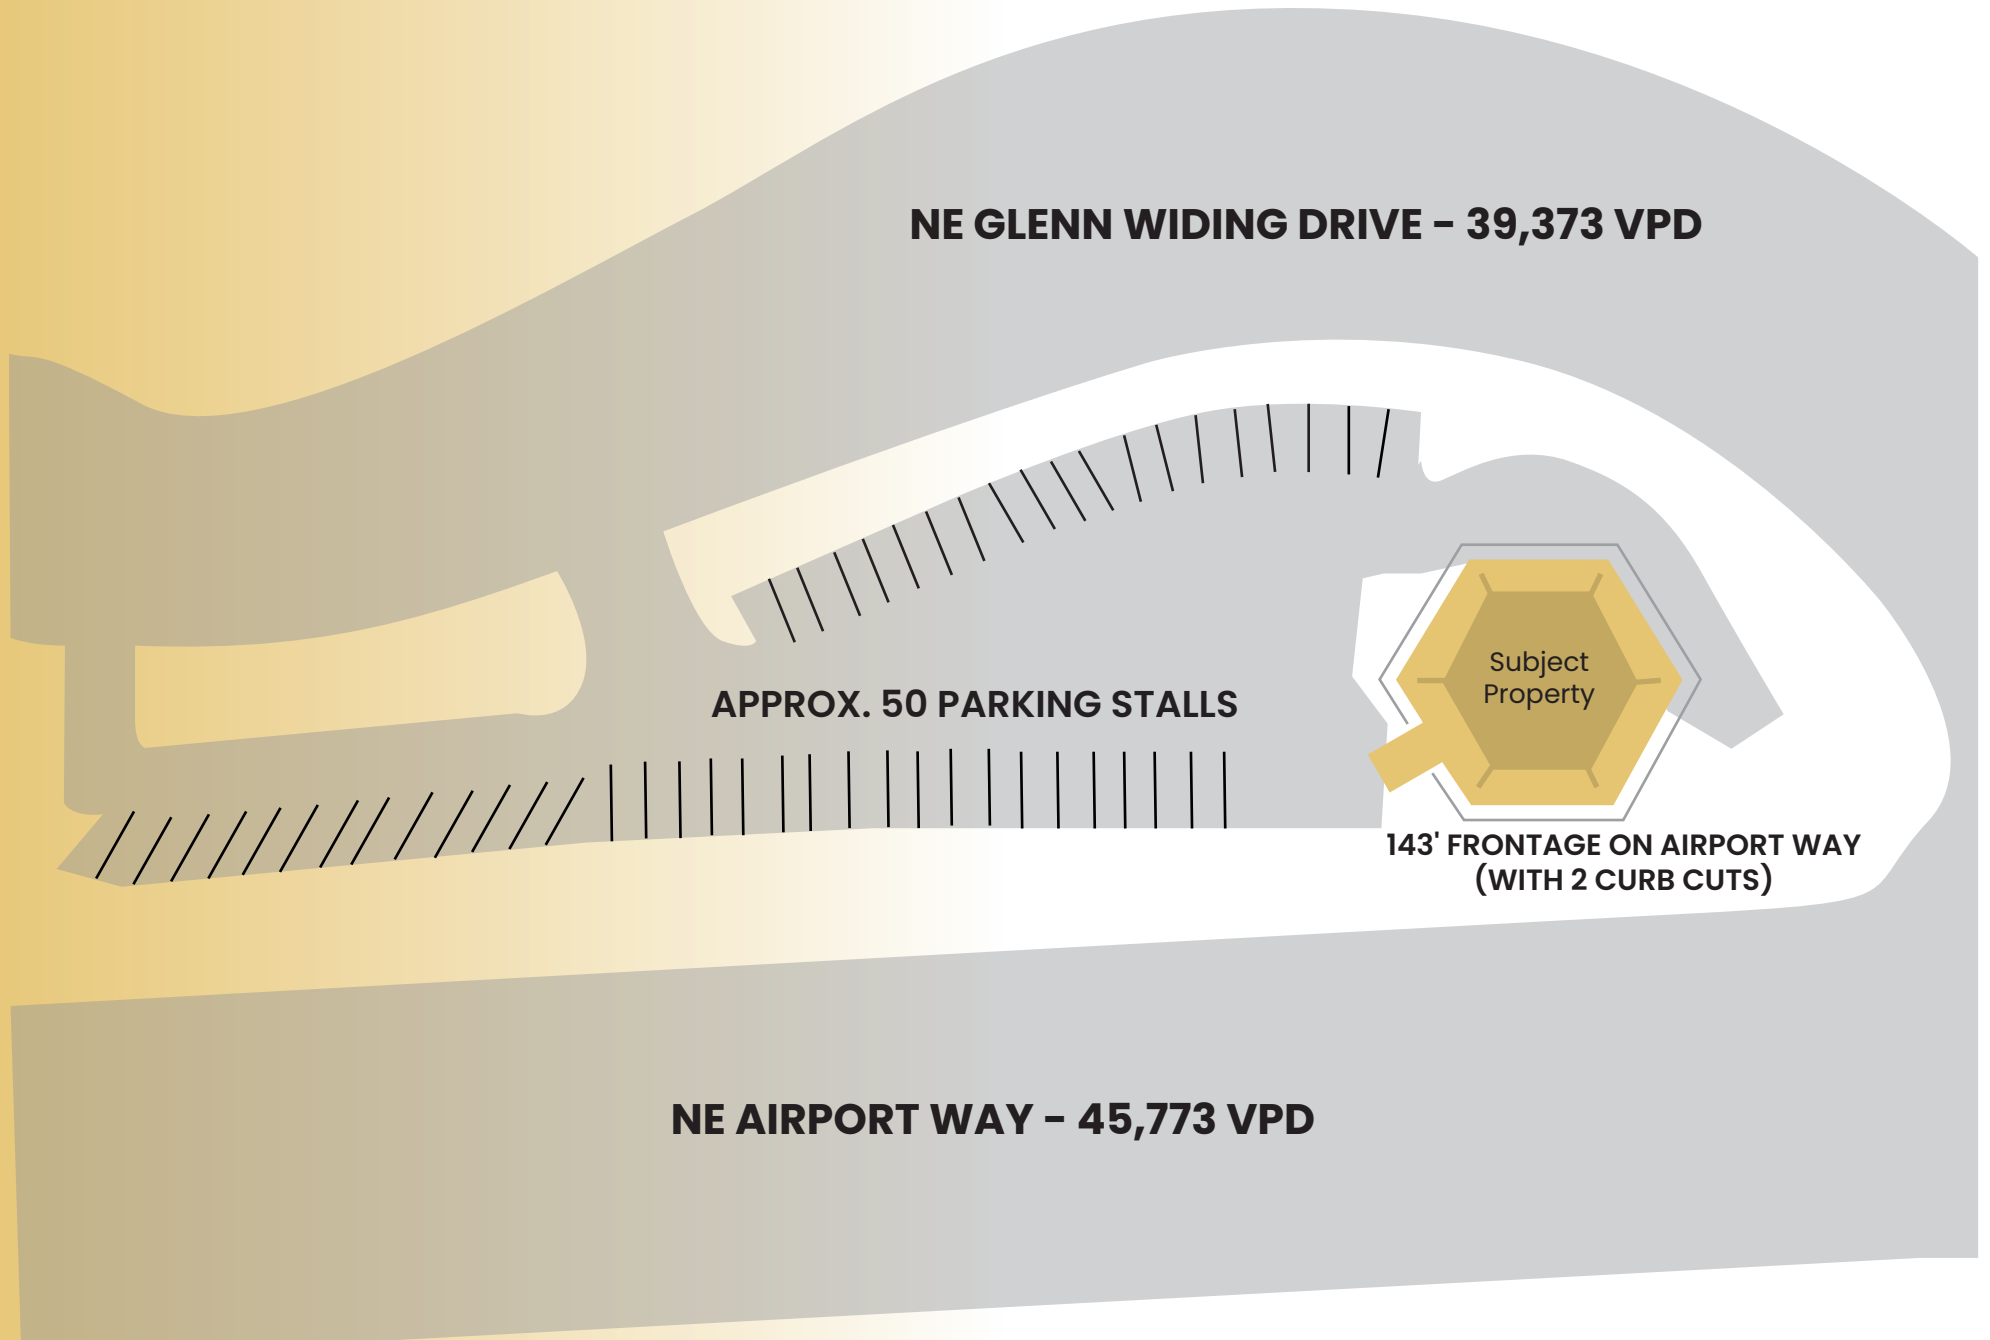 NE GLENN WIDING DRIVE – 39,373 VPD
Subject
Property
APPROX. 50 PARKING STALLS
143' FRONTAGE ON AIRPORT WAY
(WITH 2 CURB CUTS)
NE AIRPORT WAY – 45,773 VPD